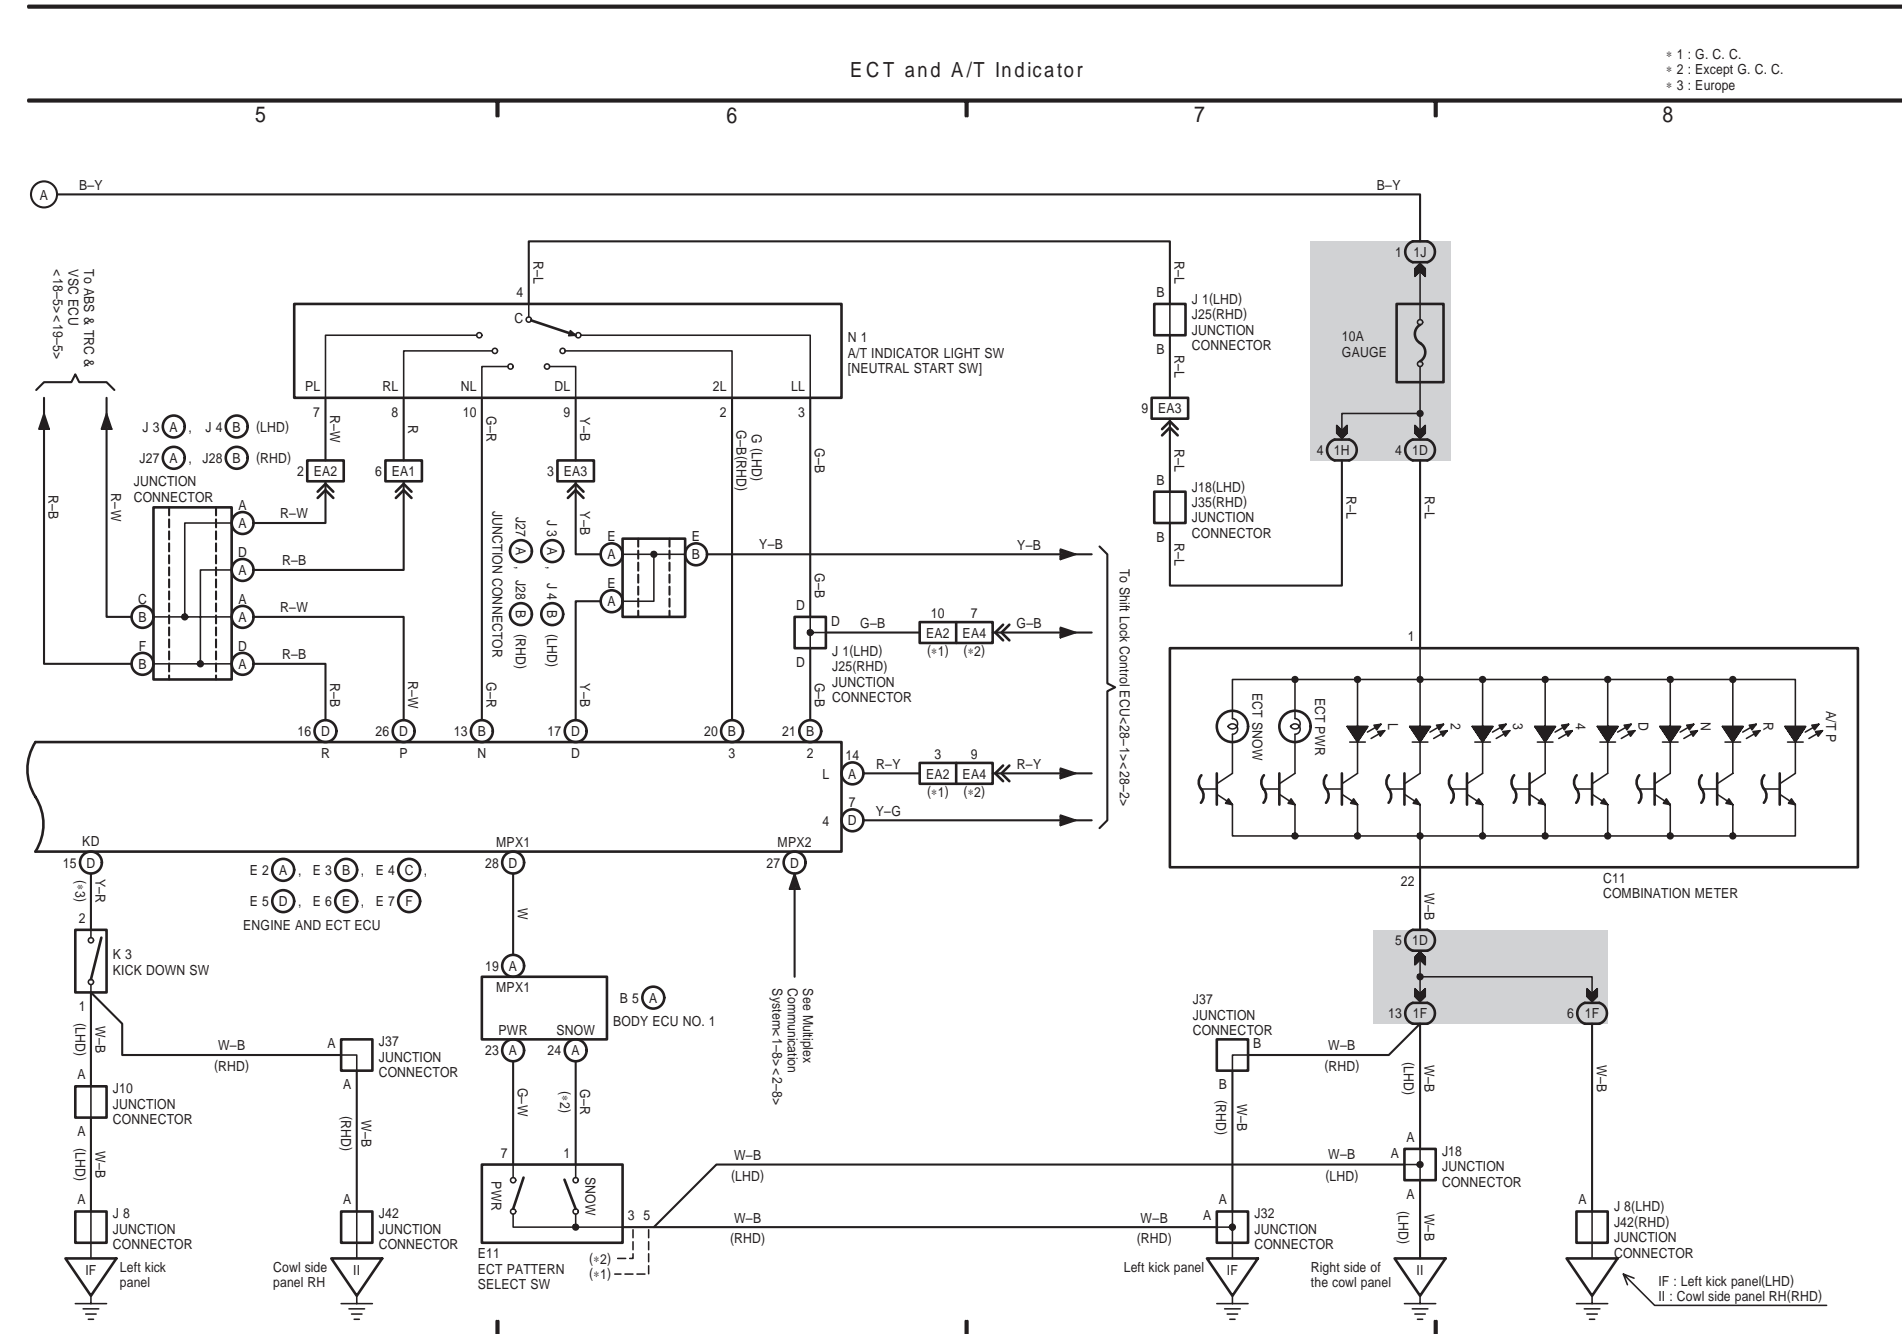 ECT and A/T Indicator
∗ 1 : G. C. C.
∗ 2 : Except G. C. C.
∗ 3 : Europe
5
6
7
8
A
B–Y
B–Y
To ABS & TRC &
VSC ECU
<18–5><19–5>
R–B
R–W
J 3 A , J 4 B (LHD)
J27 A , J28 B (RHD)
JUNCTION
CONNECTOR
A
A
R–W
D
A
R–B
C
B
A
A
R–W
F
B
D
A
R–B
R–L
4
C
N 1
A/T INDICATOR LIGHT SW
[NEUTRAL START SW]
PL
RL
NL
DL
2L
LL
7
8
10
9
2
3
R–W
R
G–R
Y–B
G (LHD)
G–B(RHD)
G–B
2 EA2
6 EA1
3 EA3
Y–B
J 3 A , J 4 B (LHD)
J27 A , J28 B (RHD)
JUNCTION CONNECTOR
E
A
E
B
Y–B
Y–B
E
A
G–B
D
D
G–B
10
7
EA2
EA4
G–B
(∗1)
(∗2)
D
J 1(LHD)
J25(RHD)
JUNCTION
CONNECTOR
R–B
R–W
G–R
Y–B
G–B
16 D
26 D
13 B
17 D
20 B
21 B
R
P
N
D
3
2
14
L
A
R–Y
3
9
EA2
EA4
R–Y
(∗1)
(∗2)
7
4
D
Y–G
To Shift Lock Control ECU<28–1><28–2>
R–L
B
J 1(LHD)
J25(RHD)
JUNCTION
CONNECTOR
B
R–L
9 EA3
R–L
B
J18(LHD)
J35(RHD)
JUNCTION
CONNECTOR
B
R–L
1 1J
10A
GAUGE
4 1H
4 1D
R–L
R–L
1
ECT SNOW
ECT PWR
L
2
3
4
D
N
R
A/T P
C11
COMBINATION METER
22
W–B
5 1D
13 1F
6 1F
KD
MPX1
MPX2
15 D
28 D
27 D
E 2 A , E 3 B , E 4 C ,
E 5 D , E 6 E , E 7 F
ENGINE AND ECT ECU
Y–R
(∗3)
2
K 3
KICK DOWN SW
1
W–B
(LHD)
W–B
(RHD)
A
J37
JUNCTION
CONNECTOR
A
A
J10
JUNCTION
CONNECTOR
A
W–B
(LHD)
W–B
(RHD)
A
J 8
JUNCTION
CONNECTOR
A
J42
JUNCTION
CONNECTOR
IF
Left kick
panel
Cowl side
panel RH
II
W
19 A
MPX1
B 5 A
BODY ECU NO. 1
PWR
SNOW
23 A
24 A
G–W
G–R
(∗2)
7
1
PWR
SNOW
3
5
E11
ECT PATTERN
SELECT SW
(∗2)
(∗1)
See Multiplex
Communication
System<1–8><2–8>
W–B
(LHD)
W–B
(RHD)
W–B
(LHD)
W–B
(RHD)
J37
JUNCTION
CONNECTOR
B
W–B
(RHD)
B
W–B
(RHD)
W–B
(LHD)
W–B
A
A
J18
JUNCTION
CONNECTOR
A
A
A
J32
JUNCTION
CONNECTOR
W–B
(LHD)
A
J 8(LHD)
J42(RHD)
JUNCTION
CONNECTOR
Left kick panel
IF
Right side of
the cowl panel
II
IF : Left kick panel(LHD)
II : Cowl side panel RH(RHD)